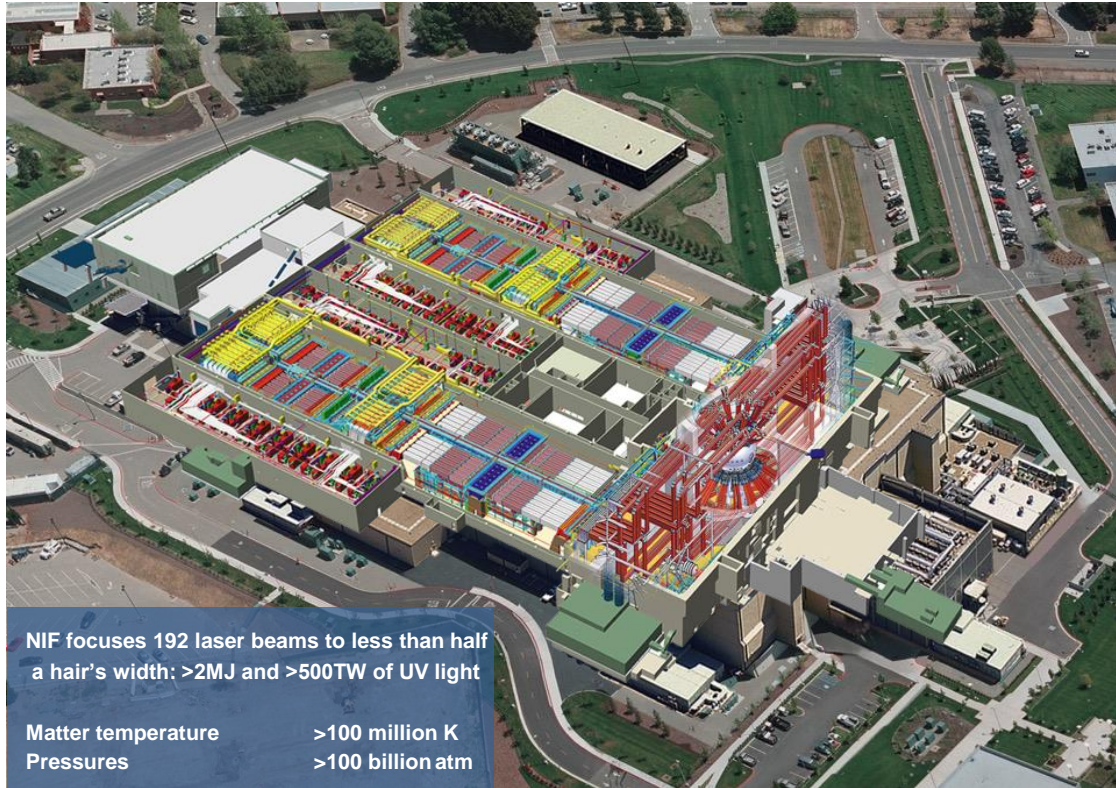 NIF focuses 192 laser beams to less than half
a hair's width: >2MJ and >500TW of UV light
Matter temperature >100 million K
Pressures >100 billion atm